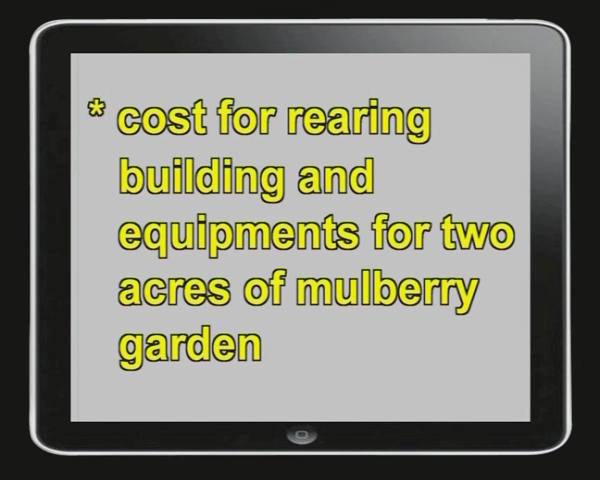 * cost for rearing
building and
equipments for two
acres of mulberry
garden